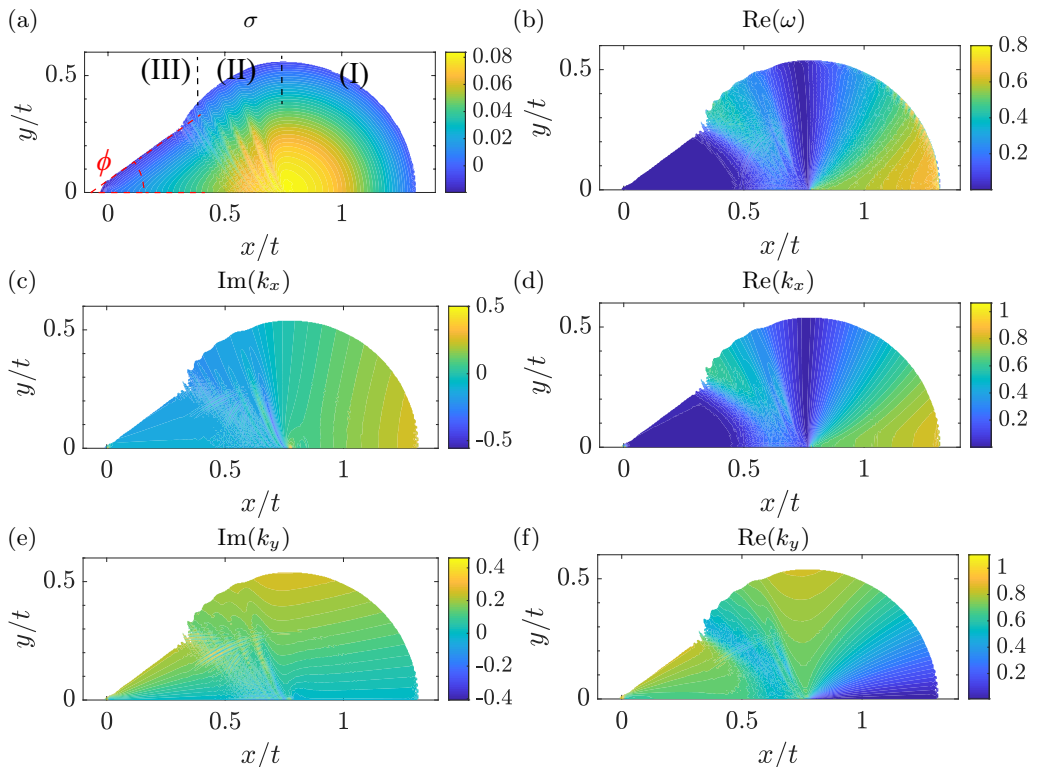 (a) σ
(III) (II) (I)
ϕ
0.5
0
y/t
0 0.5 1
x/t
0.08
0.06
0.04
0.02
0
(b) Re(ω)
0.5
0
y/t
0 0.5 1
x/t
0.8
0.6
0.4
0.2
(c) Im(kₓ)
0.5
0
y/t
0 0.5 1
x/t
0.5
0
-0.5
(d) Re(kₓ)
0.5
0
y/t
0 0.5 1
x/t
1
0.8
0.6
0.4
0.2
(e) Im(k_y)
0.5
0
y/t
0 0.5 1
x/t
0.4
0.2
0
-0.2
-0.4
(f) Re(k_y)
0.5
0
y/t
0 0.5 1
x/t
1
0.8
0.6
0.4
0.2